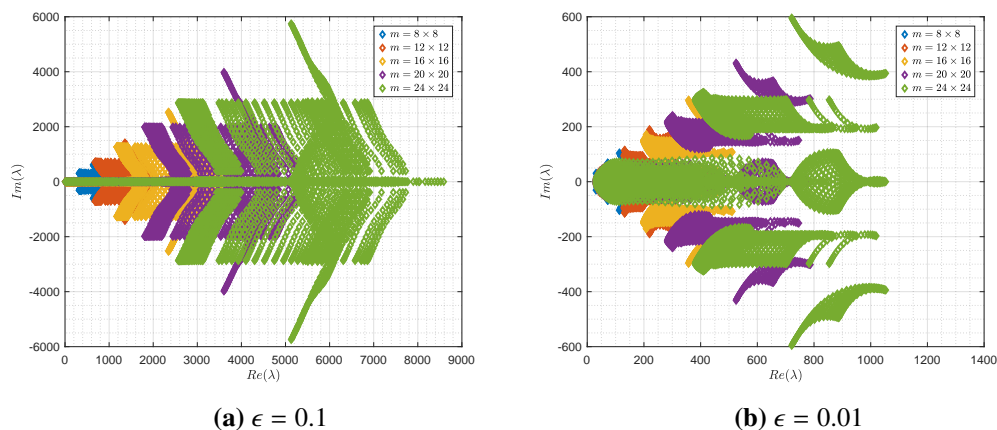 6000
4000
2000
0
-2000
-4000
-6000
0 1000 2000 3000 4000 5000 6000 7000 8000 9000
Im(λ)
Re(λ)
m = 8 × 8
m = 12 × 12
m = 16 × 16
m = 20 × 20
m = 24 × 24
(a) ϵ = 0.1
600
400
200
0
-200
-400
-600
0 200 400 600 800 1000 1200 1400
Im(λ)
Re(λ)
m = 8 × 8
m = 12 × 12
m = 16 × 16
m = 20 × 20
m = 24 × 24
(b) ϵ = 0.01